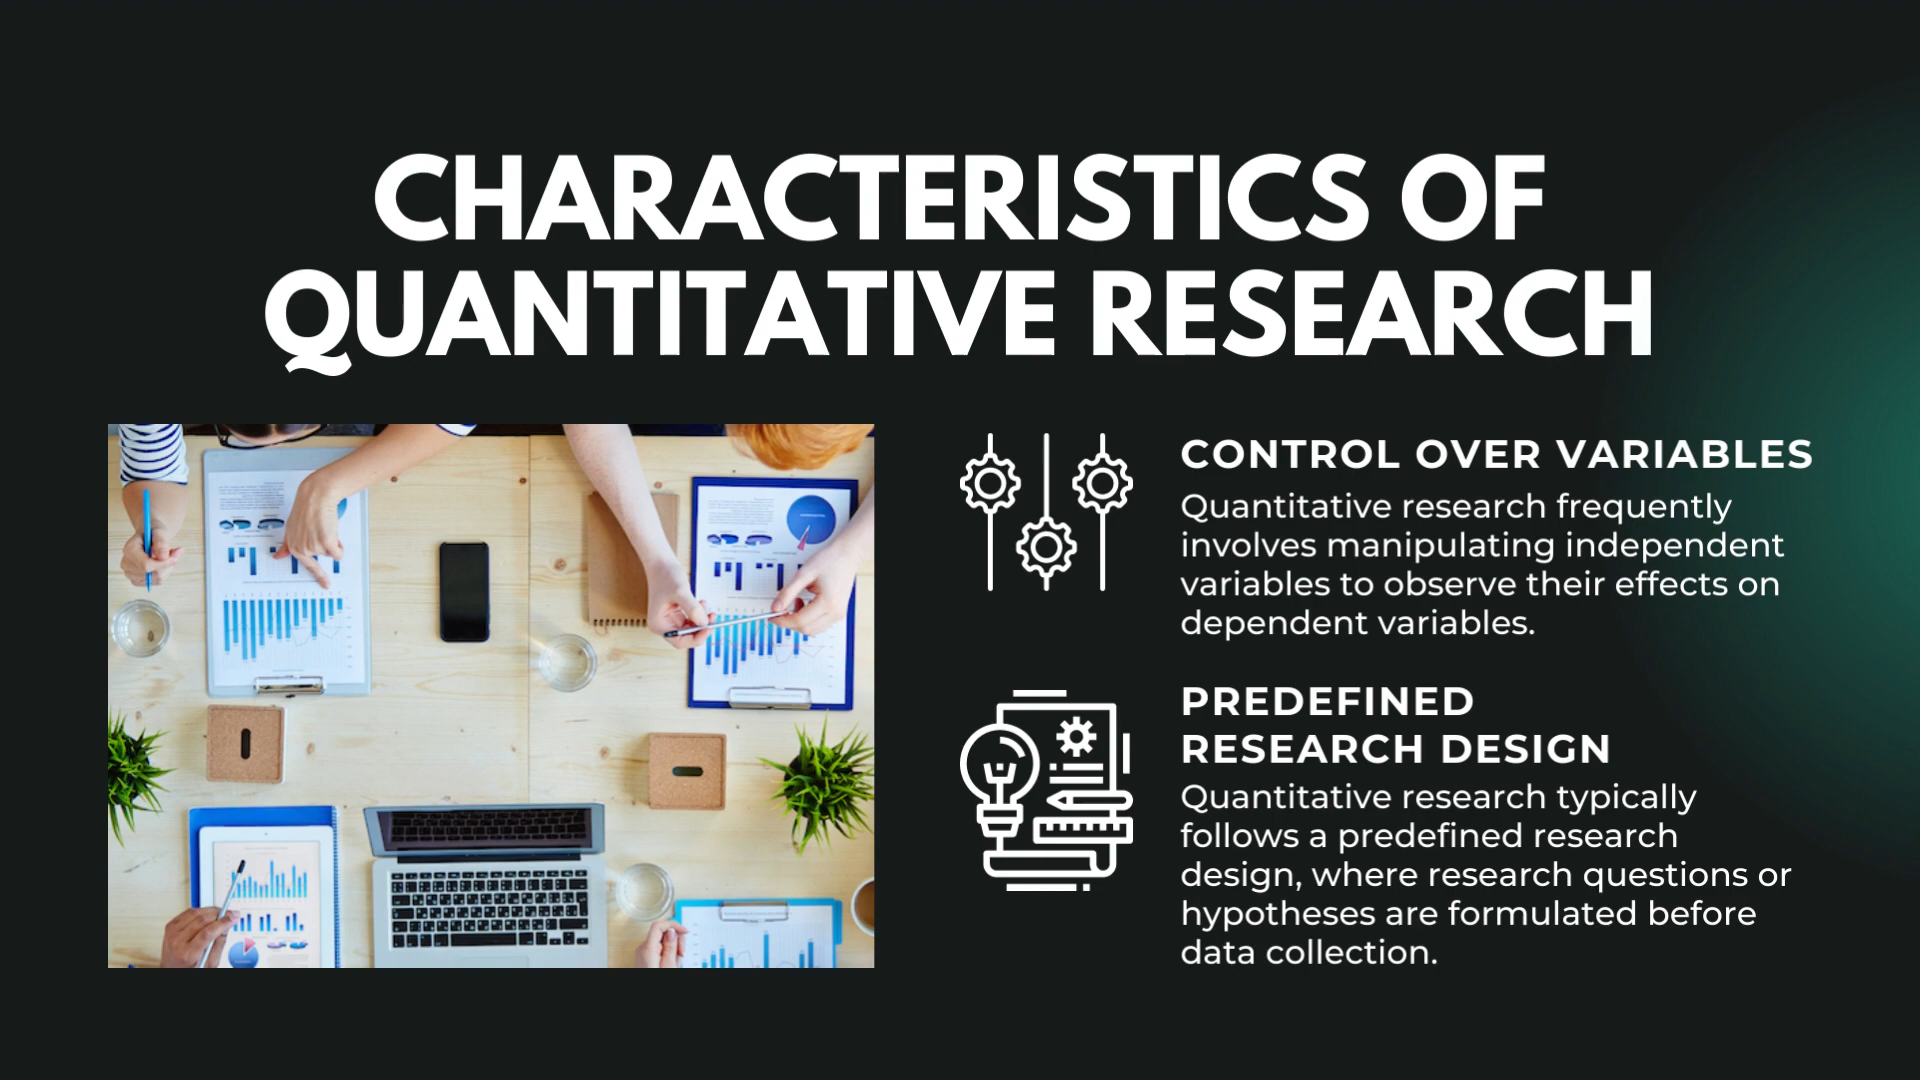 CHARACTERISTICS OF
QUANTITATIVE RESEARCH
CONTROL OVER VARIABLES
Quantitative research frequently
involves manipulating independent
variables to observe their effects on
dependent variables.
PREDEFINED
RESEARCH DESIGN
Quantitative research typically
follows a predefined research
design, where research questions or
hypotheses are formulated before
data collection.